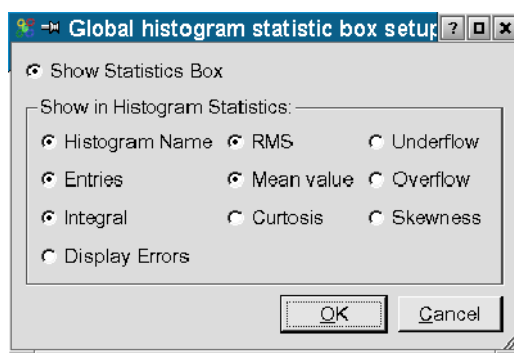 Global histogram statistic box setup
Show Statistics Box
Show in Histogram Statistics:
Histogram Name RMS Underflow
Entries Mean value Overflow
Integral Curtosis Skewness
Display Errors
OK Cancel